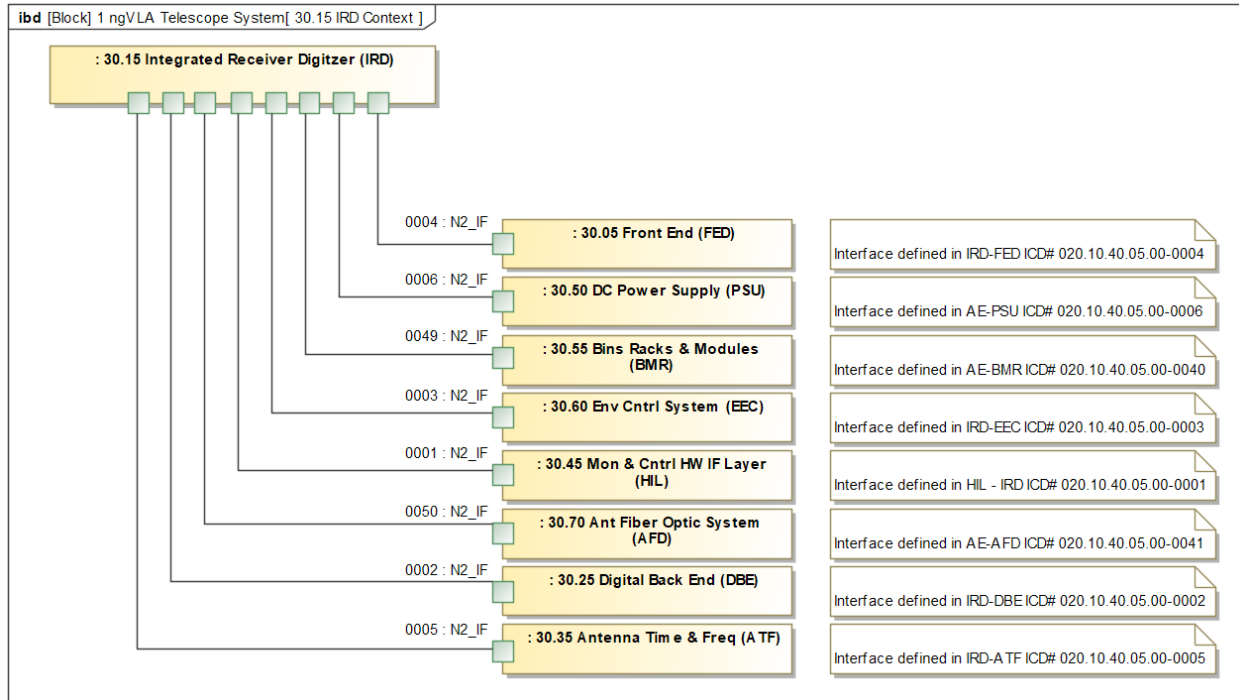 ibd [Block] 1 ngVLA Telescope System[ 30.15 IRD Context ]
: 30.15 Integrated Receiver Digitzer (IRD)
0004 : N2_IF
: 30.05 Front End (FED)
Interface defined in IRD-FED ICD# 020.10.40.05.00-0004
0006 : N2_IF
: 30.50 DC Power Supply (PSU)
Interface defined in AE-PSU ICD# 020.10.40.05.00-0006
0049 : N2_IF
: 30.55 Bins Racks & Modules
(BMR)
Interface defined in AE-BMR ICD# 020.10.40.05.00-0040
0003 : N2_IF
: 30.60 Env Cntrl System (EEC)
Interface defined in IRD-EEC ICD# 020.10.40.05.00-0003
0001 : N2_IF
: 30.45 Mon & Cntrl HW IF Layer
(HIL)
Interface defined in HIL - IRD ICD# 020.10.40.05.00-0001
0050 : N2_IF
: 30.70 Ant Fiber Optic System
(AFD)
Interface defined in AE-AFD ICD# 020.10.40.05.00-0041
0002 : N2_IF
: 30.25 Digital Back End (DBE)
Interface defined in IRD-DBE ICD# 020.10.40.05.00-0002
0005 : N2_IF
: 30.35 Antenna Time & Freq (ATF)
Interface defined in IRD-ATF ICD# 020.10.40.05.00-0005